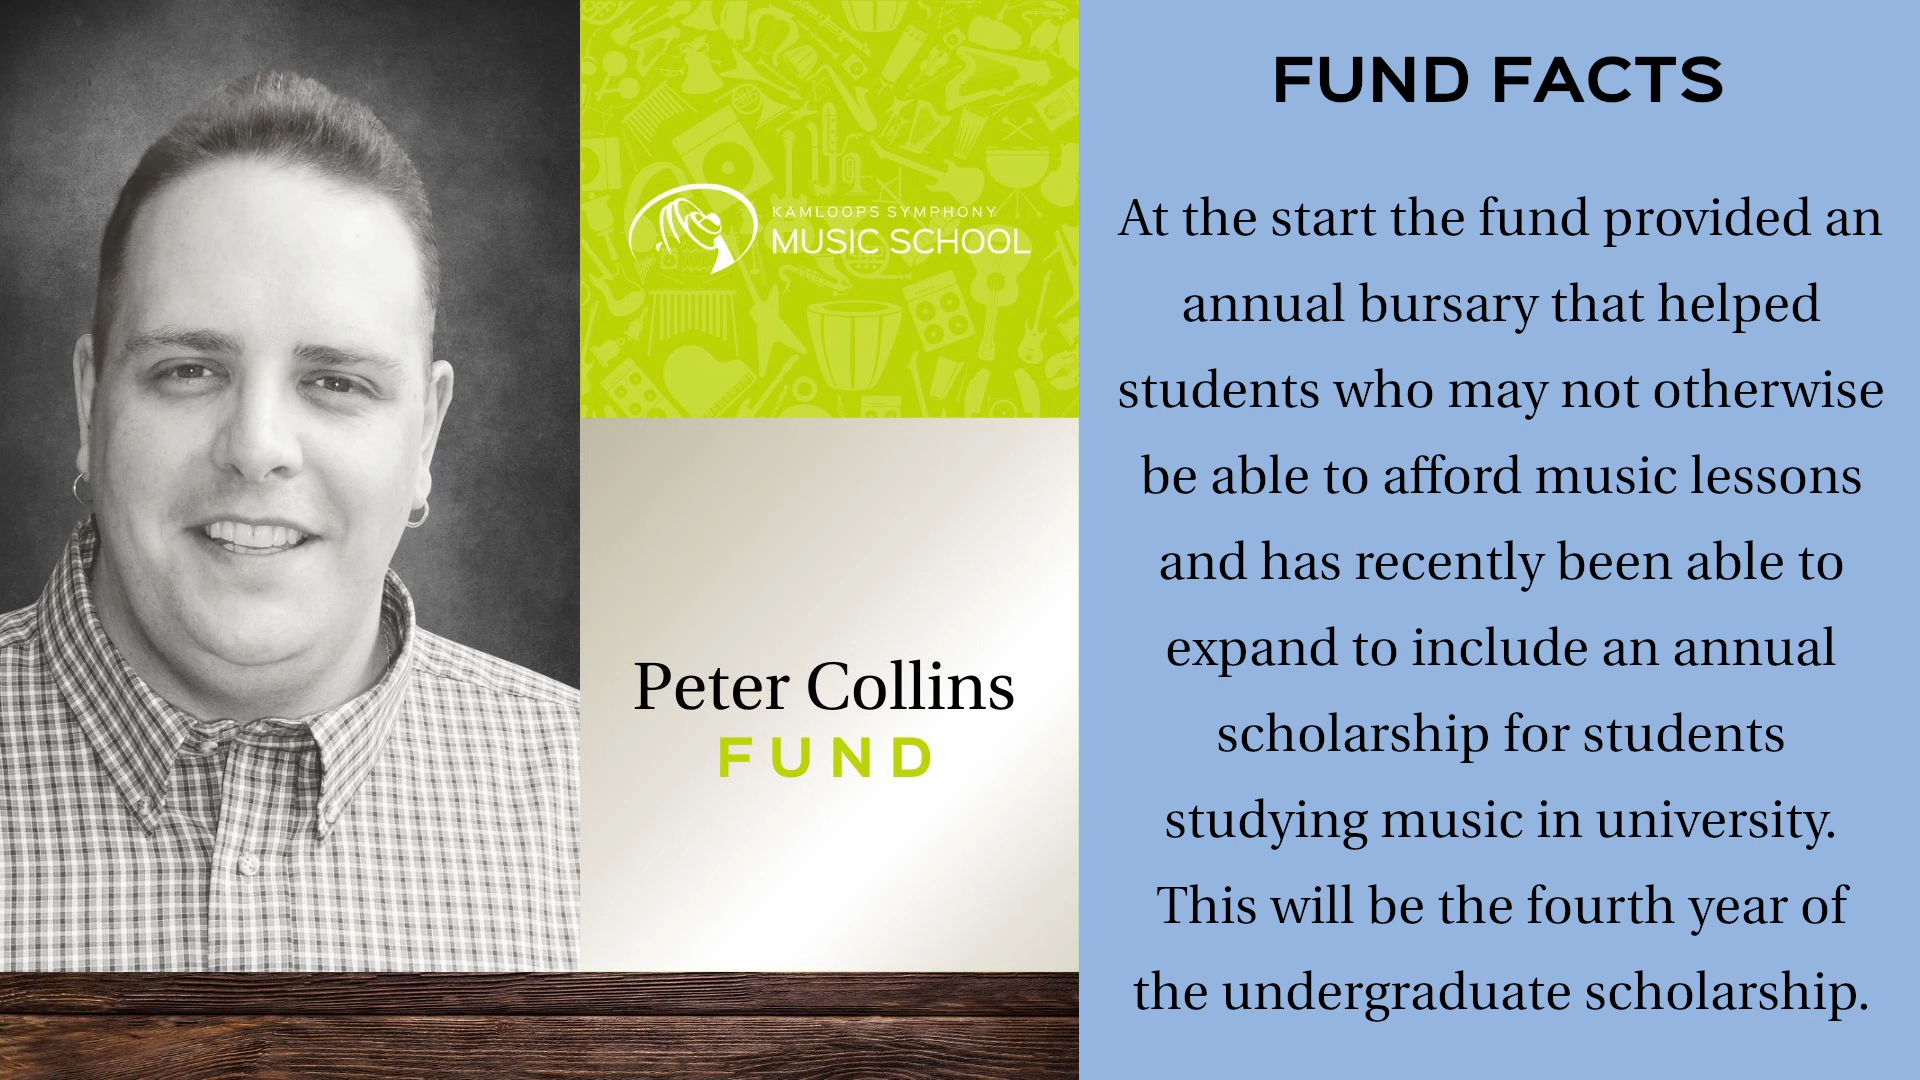 KAMLOOPS SYMPHONY
MUSIC SCHOOL
Peter Collins
FUND
FUND FACTS
At the start the fund provided an
annual bursary that helped
students who may not otherwise
be able to afford music lessons
and has recently been able to
expand to include an annual
scholarship for students
studying music in university.
This will be the fourth year of
the undergraduate scholarship.